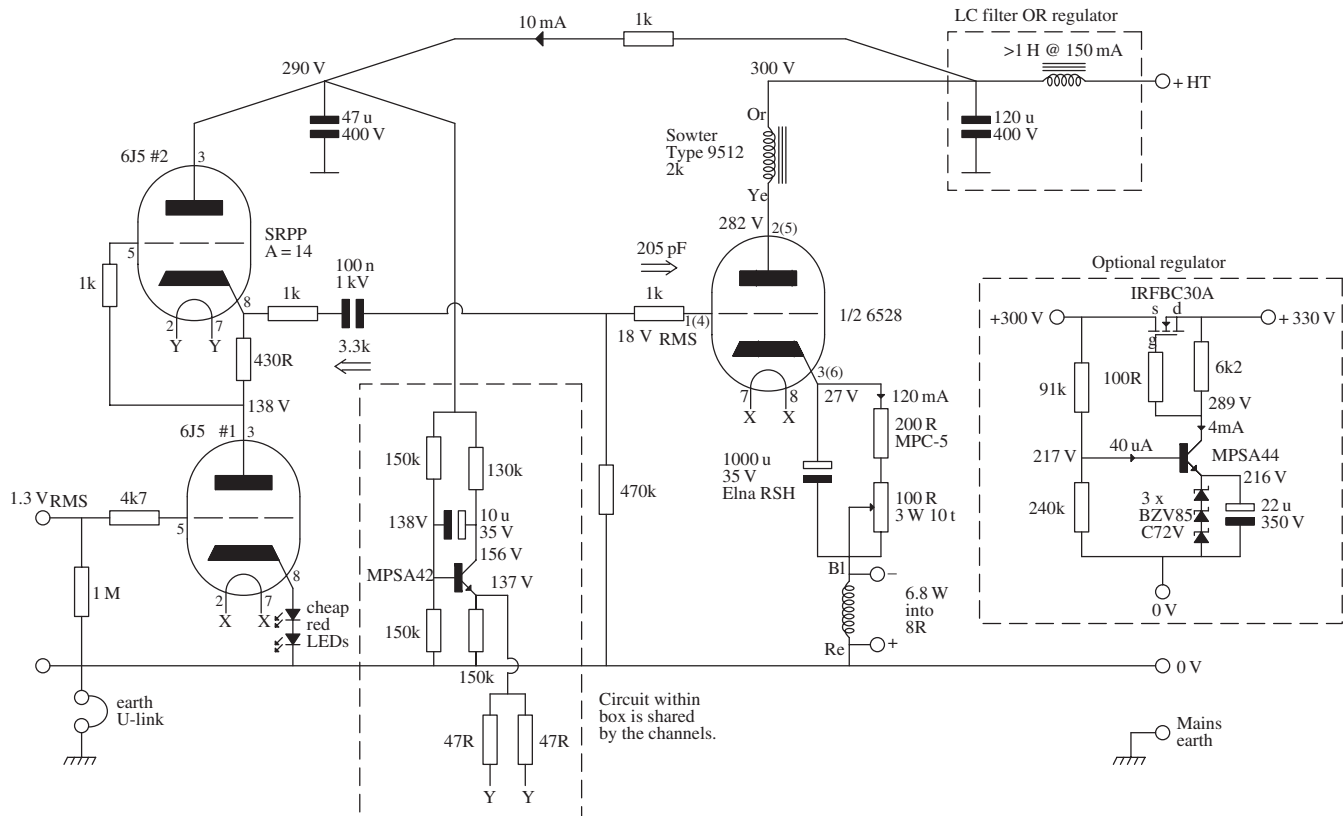 LC filter OR regulator
10 mA
1k
>1 H @ 150 mA
290 V
300 V
+ HT
47 u
400 V
120 u
400 V
Or
Sowter
Type 9512
2k
Ye
6J5 #2
3
5
SRPP
A = 14
1k
8
2
7
Y
Y
282 V
2(5)
205 pF
100 n
1 kV
1k
3.3k
430R
1k
1(4)
18 V RMS
1/2 6528
3(6)
7
8
X
X
27 V
120 mA
200 R
MPC-5
1000 u
35 V
Elna RSH
100 R
3 W 10 t
Bl
–
6.8 W
into
8R
Re
+
Optional regulator
IRFBC30A
+300 V
s
d
g
+ 330 V
100R
6k2
91k
289 V
4mA
40 uA
217 V
MPSA44
216 V
240k
3 x
BZV85
C72V
22 u
350 V
0 V
138 V
6J5 #1
3
1.3 V RMS
4k7
5
8
1 M
2
7
X
X
cheap
red
LEDs
150k
130k
138V
10 u
35 V
156 V
MPSA42
137 V
150k
150k
470k
47R
47R
Y
Y
Circuit within
box is shared
by the channels.
0 V
earth
U-link
Mains
earth